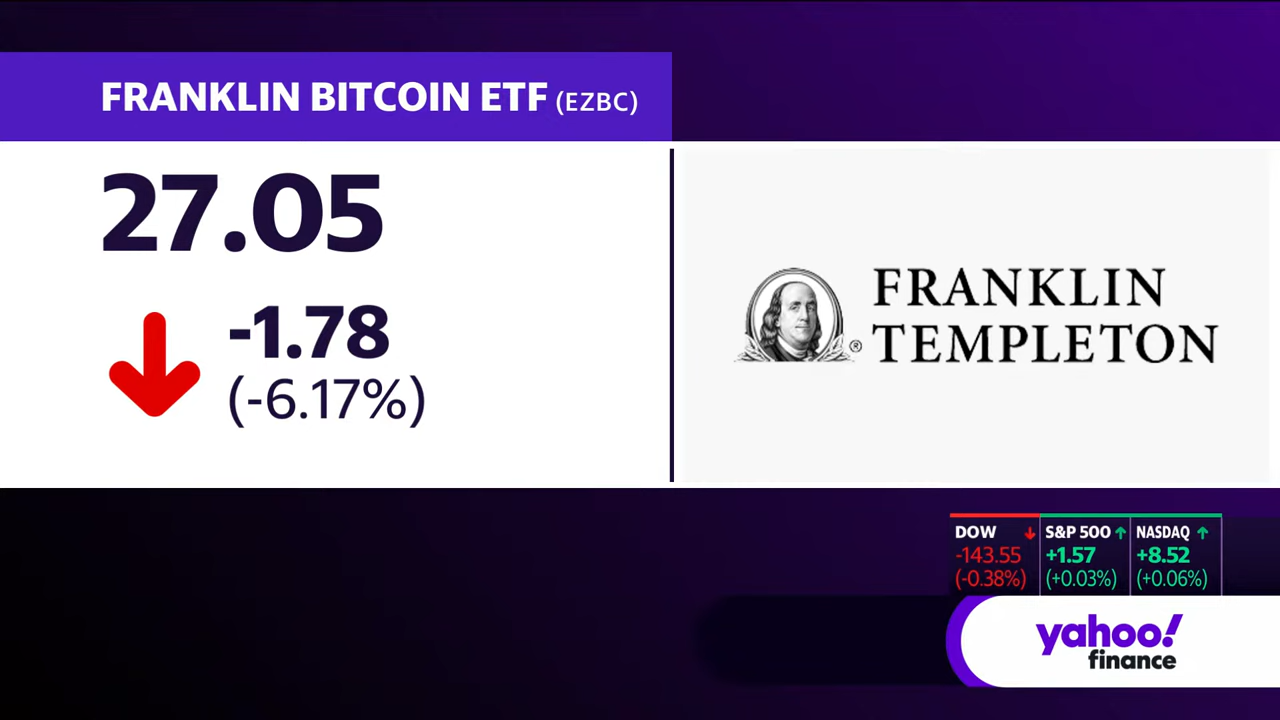 FRANKLIN BITCOIN ETF (EZBC)
27.05
-1.78
(-6.17%)
®
FRANKLIN
TEMPLETON
DOW
-143.55
(-0.38%)
S&P 500
+1.57
(+0.03%)
NASDAQ
+8.52
(+0.06%)
yahoo!
finance